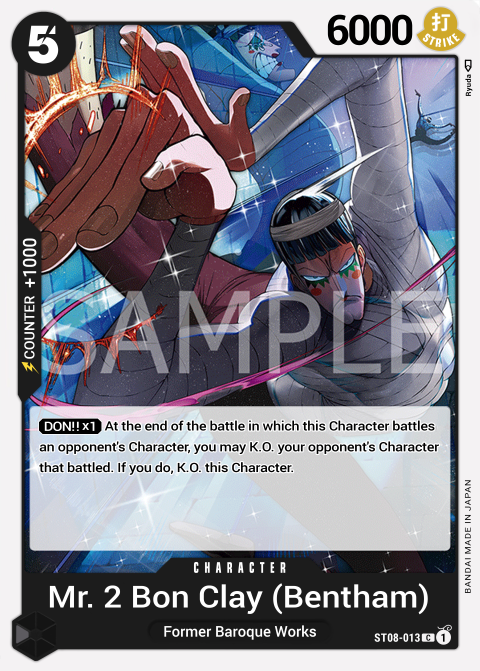 5
6000
打
STRIKE
Ryuda
COUNTER +1000
SAMPLE
DON!! x1 At the end of the battle in which this Character battles
an opponent's Character, you may K.O. your opponent's Character
that battled. If you do, K.O. this Character.
BANDAI MADE IN JAPAN
CHARACTER
Mr. 2 Bon Clay (Bentham)
Former Baroque Works
ST08-013 C 1